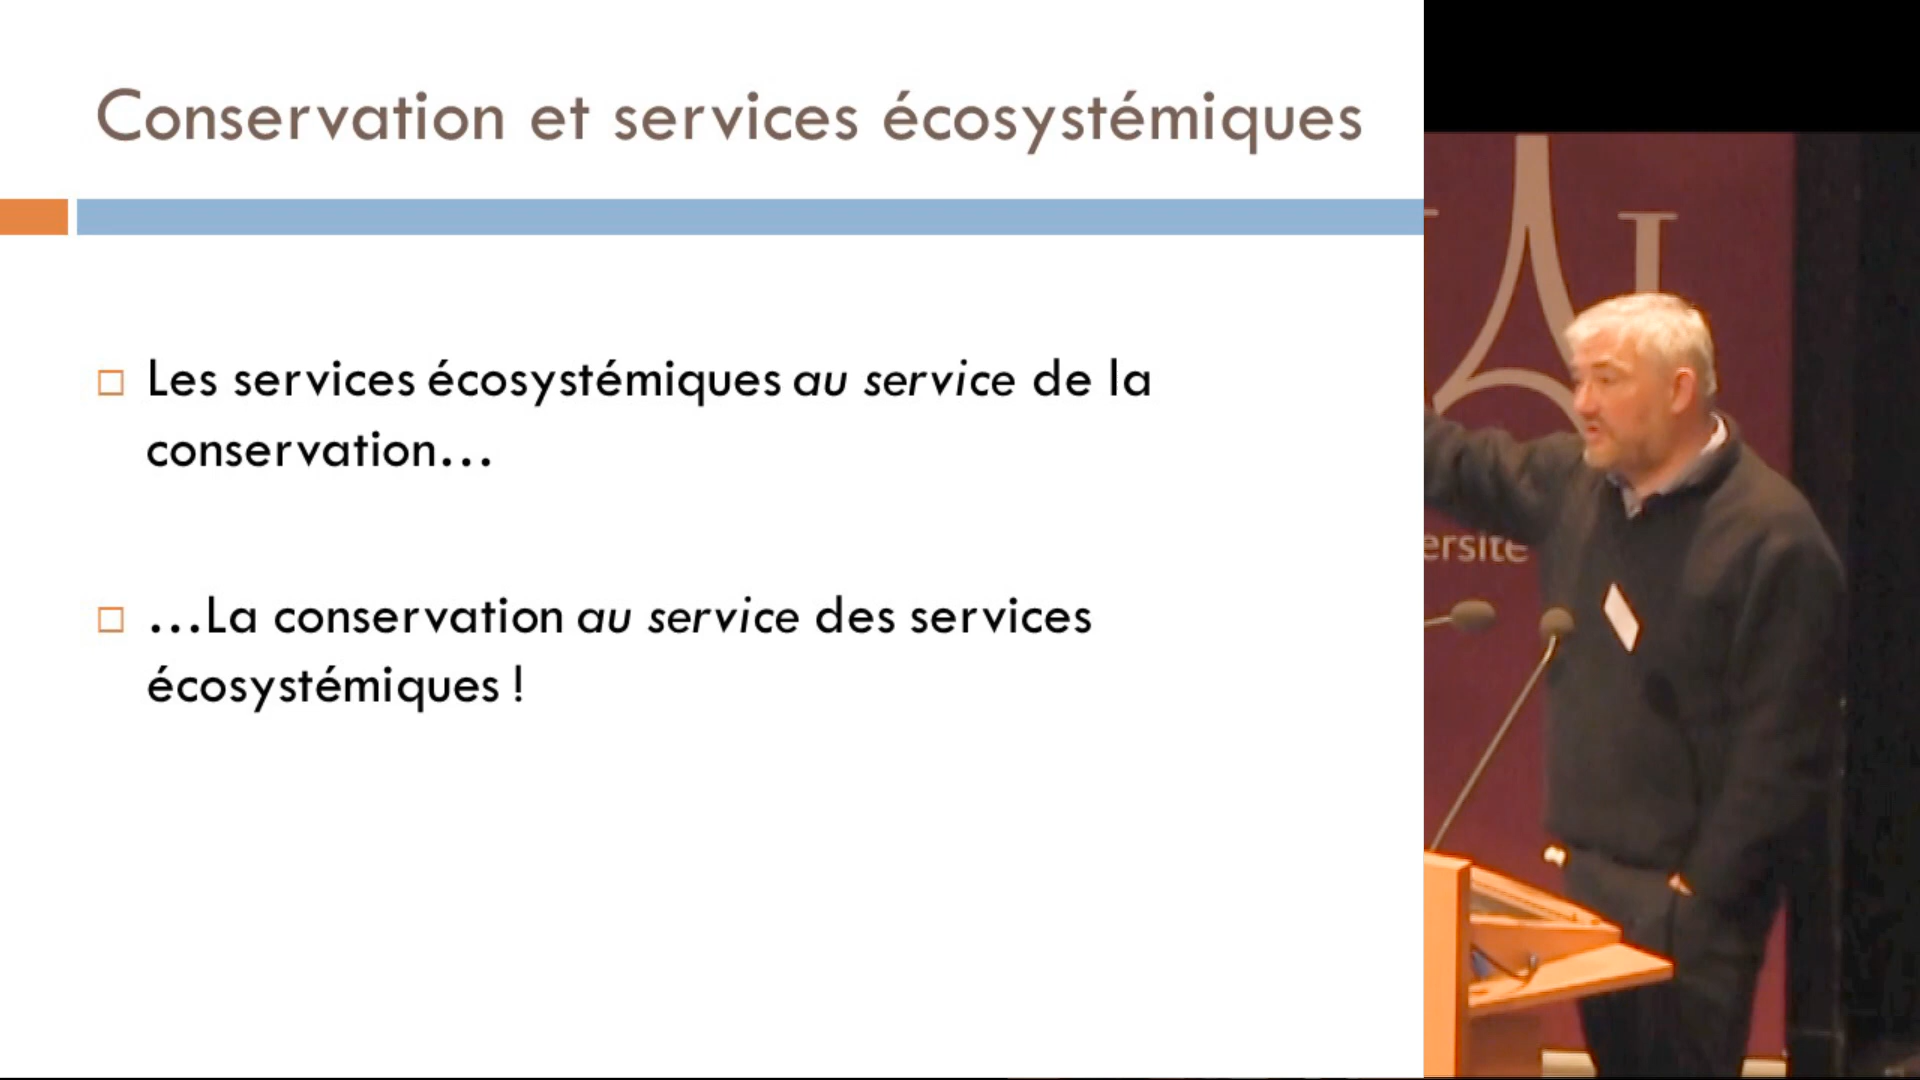 Conservation et services écosystémiques
Les services écosystémiques au service de la
conservation…
…La conservation au service des services
écosystémiques !
ersité